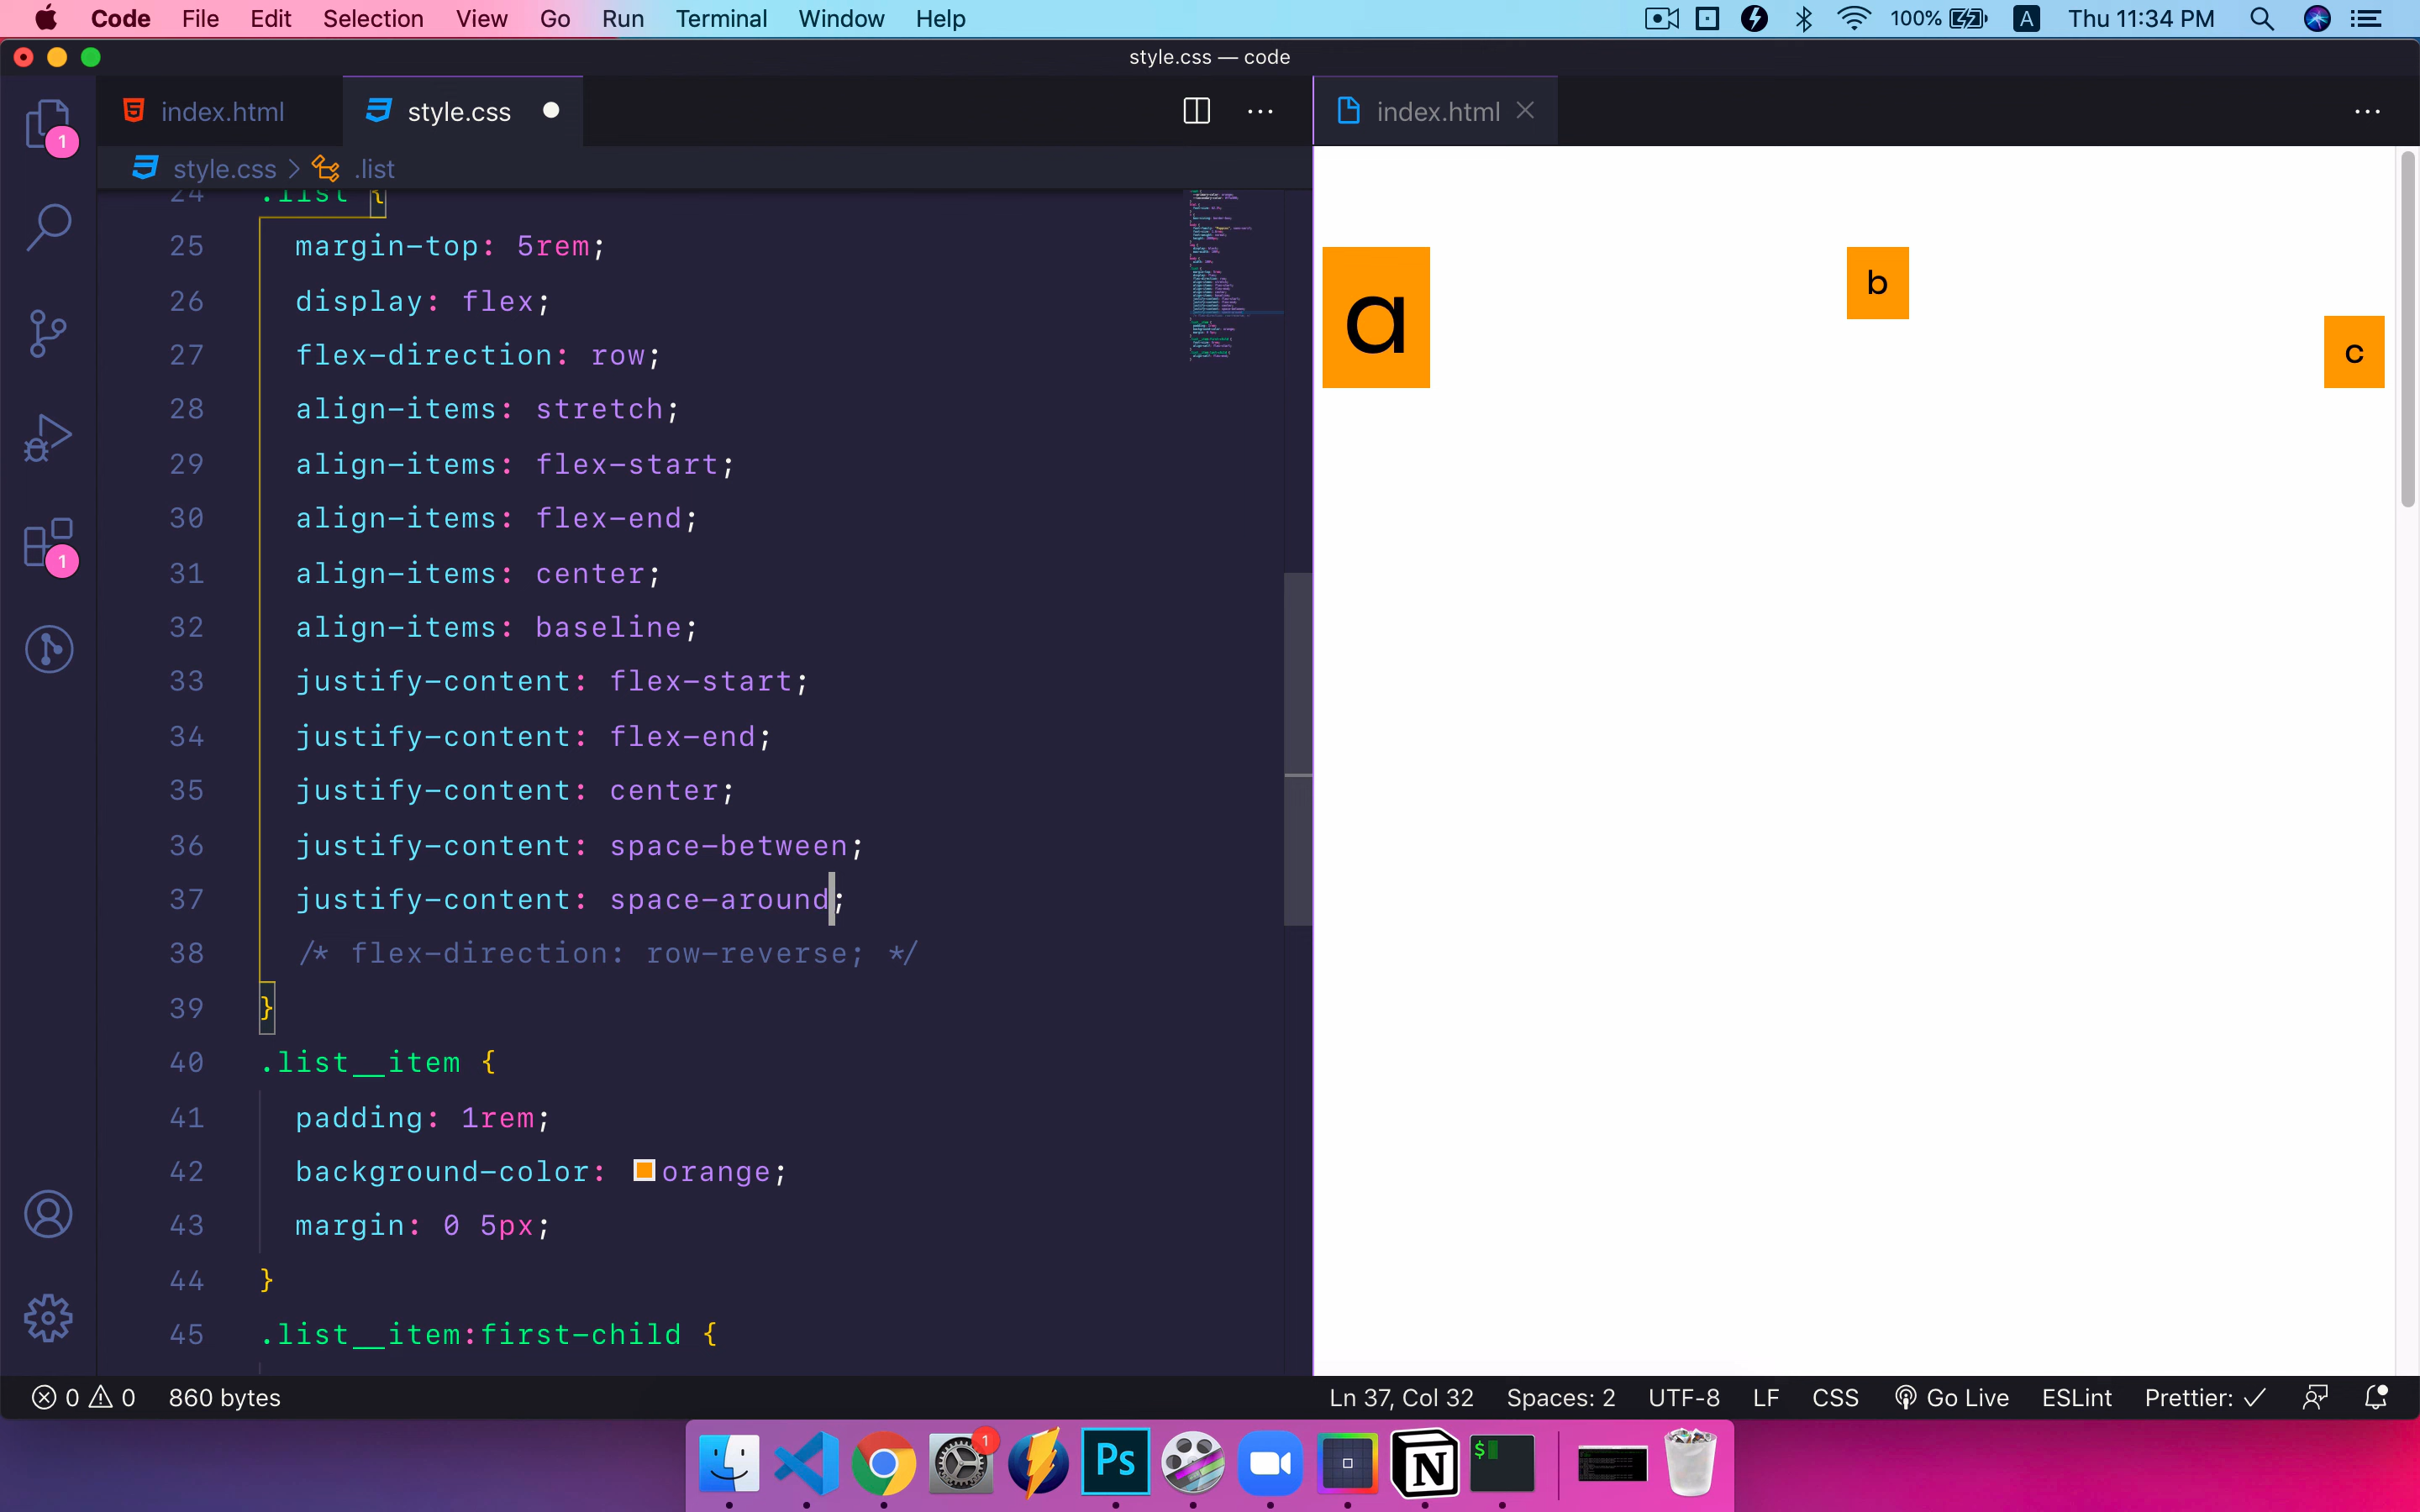 Code File Edit Selection View Go Run Terminal Window Help 100% A Thu 11:34 PM
style.css — code
index.html style.css index.html
style.css > .list
24 .list {
25 margin-top: 5rem;
26 display: flex;
27 flex-direction: row;
28 align-items: stretch;
29 align-items: flex-start;
30 align-items: flex-end;
31 align-items: center;
32 align-items: baseline;
33 justify-content: flex-start;
34 justify-content: flex-end;
35 justify-content: center;
36 justify-content: space-between;
37 justify-content: space-around;
38 /* flex-direction: row-reverse; */
39 }
40 .list__item {
41 padding: 1rem;
42 background-color: orange;
43 margin: 0 5px;
44 }
45 .list__item:first-child {
1
1
a
b
c
0 0 860 bytes Ln 37, Col 32 Spaces: 2 UTF-8 LF CSS Go Live ESLint Prettier: ✓
1 Ps N $